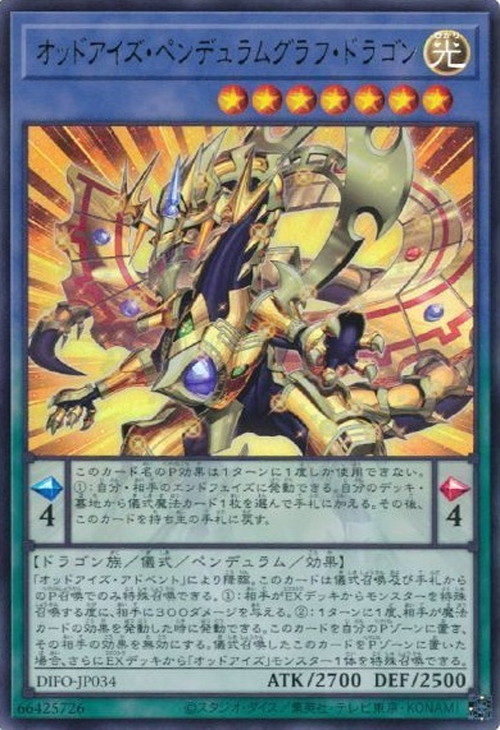 オッドアイズ・ペンデュラムグラフ・ドラゴン
光
このカード名のP効果は1ターンに1度しか使用できない。
①:自分・相手のエンドフェイズに発動できる。自分のデッキ・
墓地から儀式魔法カード1枚を選んで手札に加える。その後、
このカードを持ち主の手札に戻す。
4
4
【ドラゴン族/儀式/ペンデュラム/効果】
「オッドアイズ・アドベント」により降臨。このカードは儀式召喚及び手札から
のP召喚でのみ特殊召喚できる。①:相手がEXデッキからモンスターを特殊
召喚する度に、相手に300ダメージを与える。②:1ターンに1度、相手が魔法
カードの効果を発動した時に発動できる。このカードを自分のPゾーンに置き、
その相手の効果を無効にする。儀式召喚したこのカードをPゾーンに置いた
場合、さらにEXデッキから「オッドアイズ」モンスター1体を特殊召喚できる。
DIFO-JP034
ATK/2700 DEF/2500
66425726
©スタジオ・ダイス/集英社・テレビ東京・KONAMI